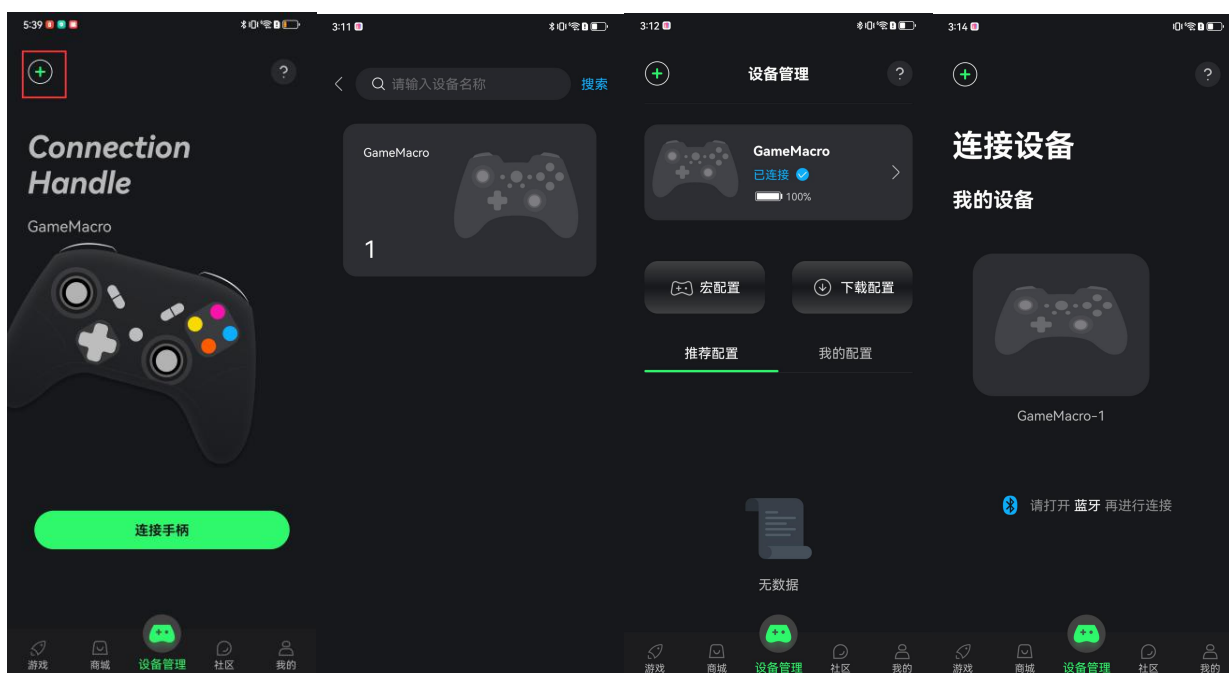 5:39
Connection
Handle
GameMacro
连接手柄
游戏
商城
设备管理
社区
我的
3:11
请输入设备名称
搜索
GameMacro
1
3:12
设备管理
?
GameMacro
已连接
100%
宏配置
下载配置
推荐配置
我的配置
无数据
游戏
商城
设备管理
社区
我的
3:14
?
连接设备
我的设备
GameMacro-1
请打开 蓝牙 再进行连接
游戏
商城
设备管理
社区
我的